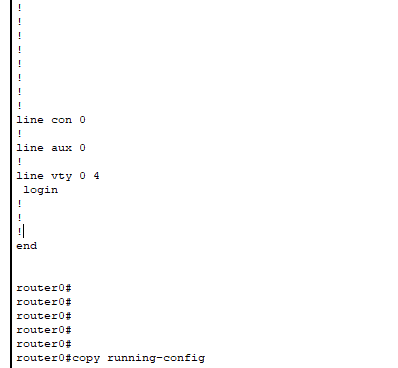 !
!
!
!
!
!
!
!
line con 0
!
line aux 0
!
line vty 0 4
 login
!
!
!
end
router0#
router0#
router0#
router0#
router0#
router0#copy running-config